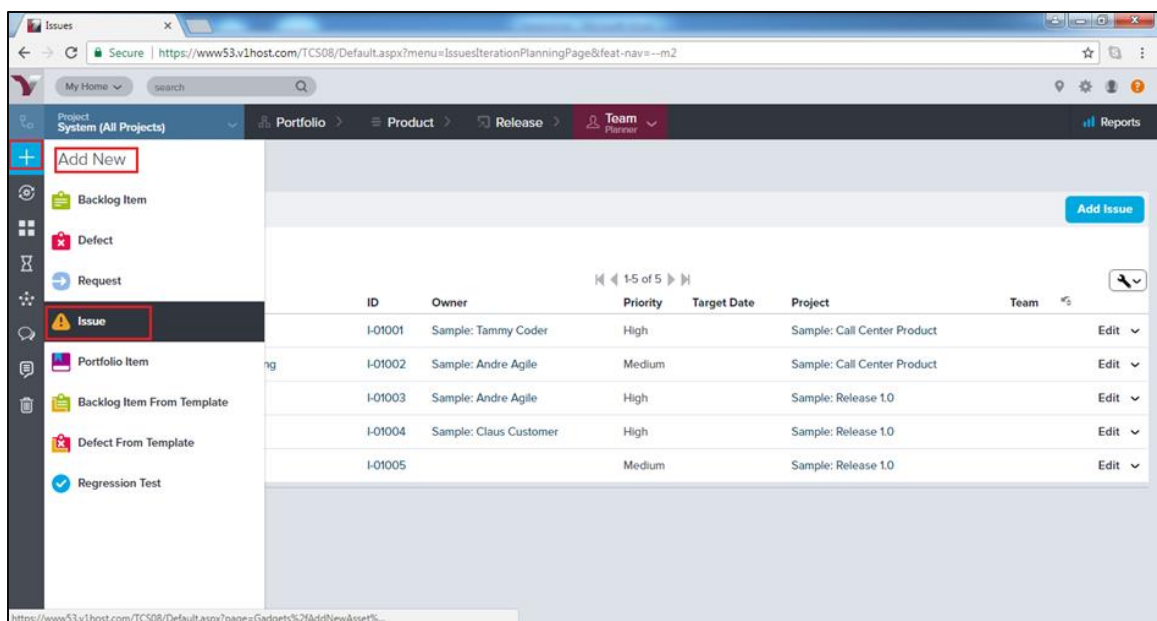 Issues
Secure | https://www53.v1host.com/TCS08/Default.aspx?menu=IssuesIterationPlanningPage&feat-nav=--m2
My Home search
Project
System (All Projects) Portfolio Product Release Team Planner Reports
Add New
Backlog Item
Add Issue
Defect
Request
1-5 of 5
ID Owner Priority Target Date Project Team
Issue
I-01001 Sample: Tammy Coder High Sample: Call Center Product Edit
Portfolio Item
ng I-01002 Sample: Andre Agile Medium Sample: Call Center Product Edit
Backlog Item From Template
I-01003 Sample: Andre Agile High Sample: Release 1.0 Edit
Defect From Template
I-01004 Sample: Claus Customer High Sample: Release 1.0 Edit
Regression Test
I-01005 Medium Sample: Release 1.0 Edit
https://www53.v1host.com/TCS08/Default.aspx?page=Gadgets%2fAddNewAsset%...